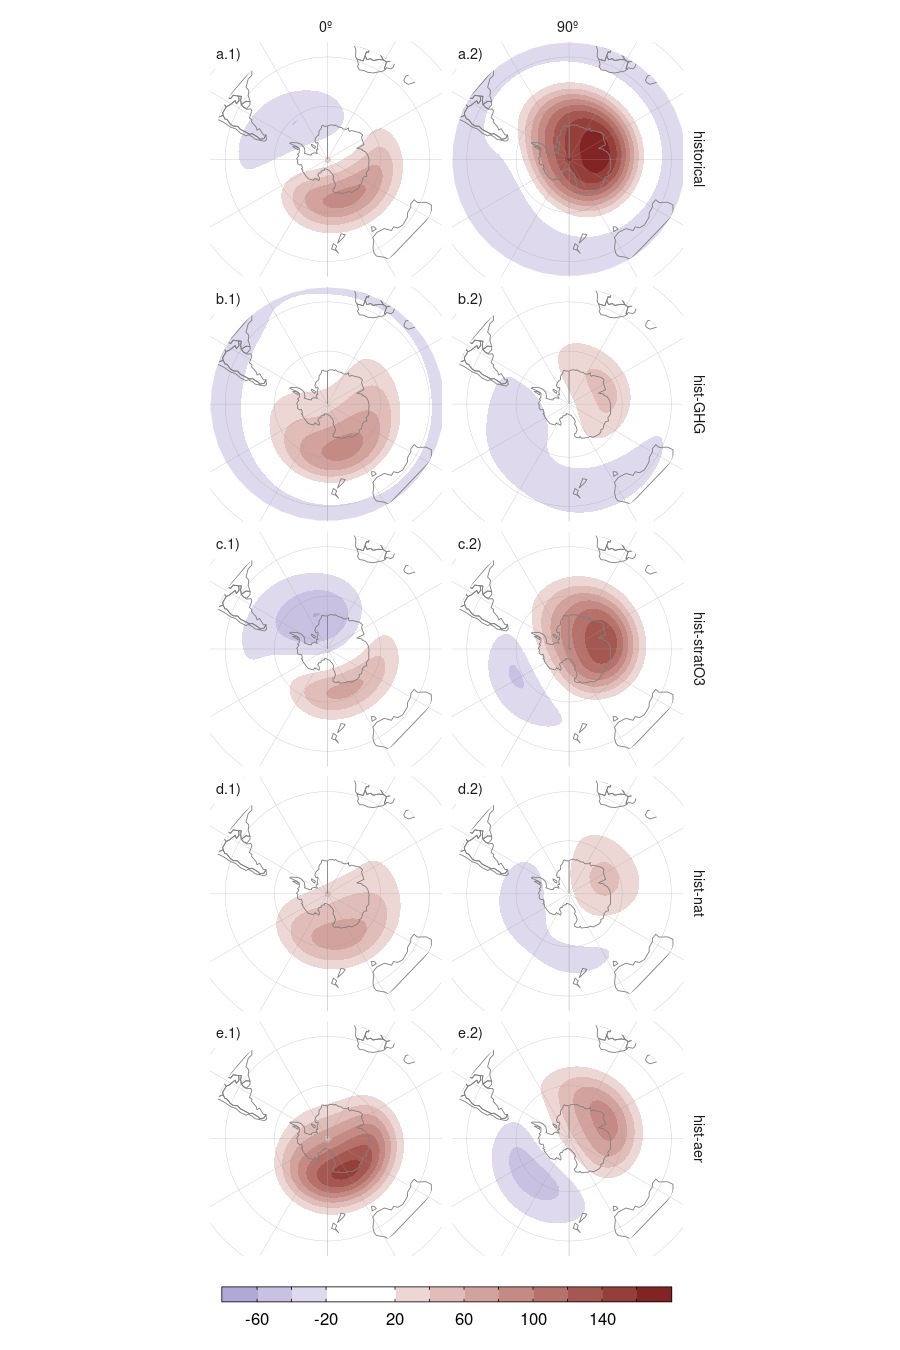 0º 90º
a.1) a.2)
historical
b.1) b.2)
hist-GHG
c.1) c.2)
hist-stratO3
d.1) d.2)
hist-nat
e.1) e.2)
hist-aer
-60 -20 20 60 100 140